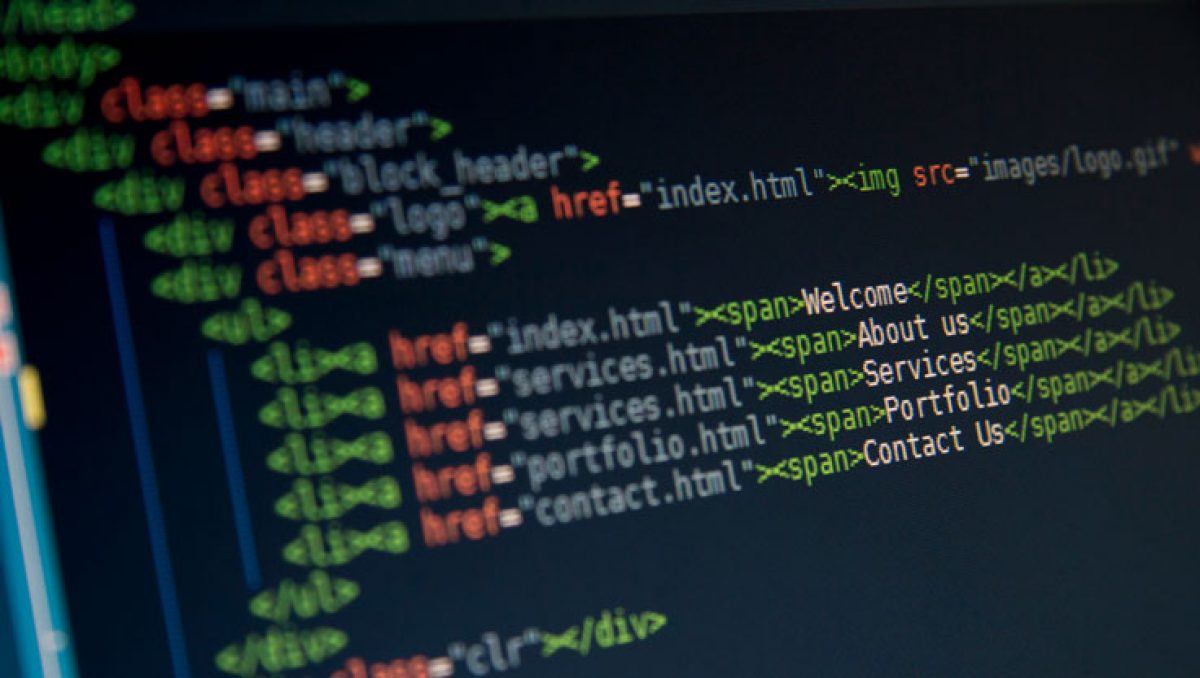 </head>
<body>
<div class="main">
<div class="header">
<div class="block_header">
<div class="logo"><a href="index.html"><img src="images/logo.gif"
<div class="menu">
<ul>
<li><a href="index.html"><span>Welcome</span></a></li>
<li><a href="services.html"><span>About us</span></a></li>
<li><a href="services.html"><span>Services</span></a></li>
<li><a href="portfolio.html"><span>Portfolio</span></a></li>
<li><a href="contact.html"><span>Contact Us</span></a></li>
</ul>
</div>
class="clr"></div>